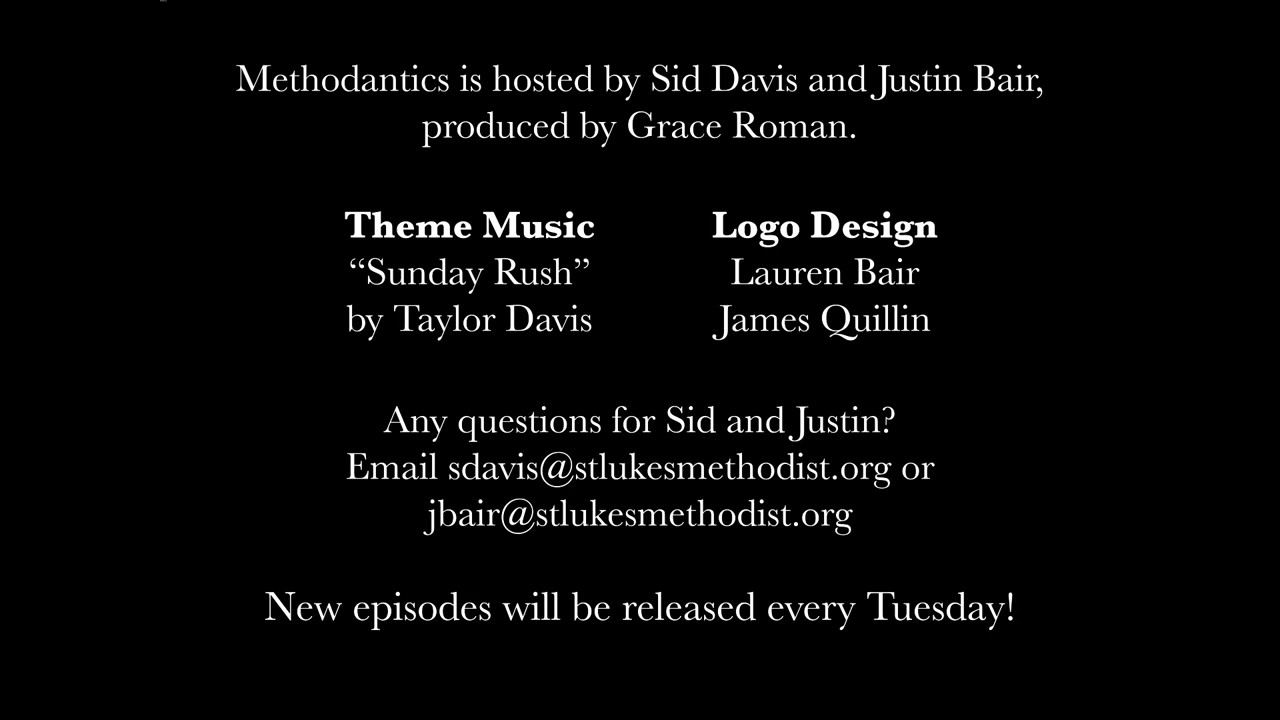 Methodantics is hosted by Sid Davis and Justin Bair,
produced by Grace Roman.
Theme Music
“Sunday Rush”
by Taylor Davis
Logo Design
Lauren Bair
James Quillin
Any questions for Sid and Justin?
Email sdavis@stlukesmethodist.org or
jbair@stlukesmethodist.org
New episodes will be released every Tuesday!